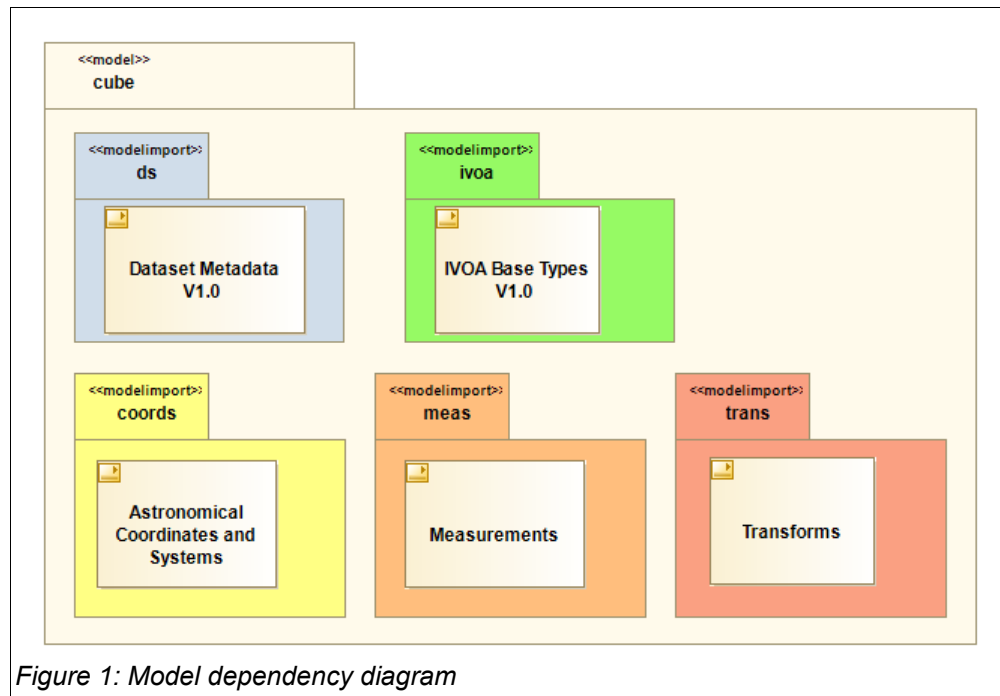 <<model>>
cube
<<modelimport>>
ds
Dataset Metadata
V1.0
<<modelimport>>
ivoa
IVOA Base Types
V1.0
<<modelimport>>
coords
Astronomical
Coordinates and
Systems
<<modelimport>>
meas
Measurements
<<modelimport>>
trans
Transforms
Figure 1: Model dependency diagram